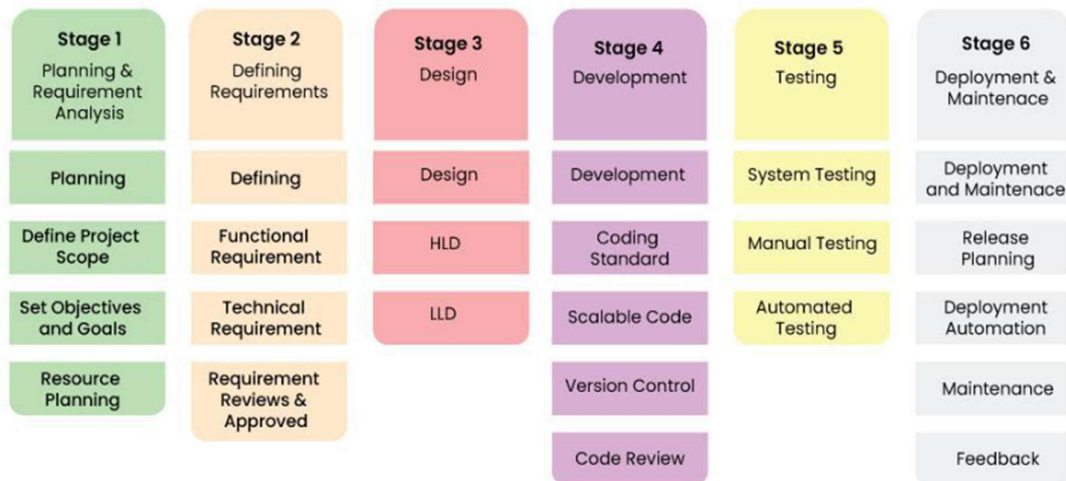 Stage 1
Planning &
Requirement
Analysis
Planning
Define Project
Scope
Set Objectives
and Goals
Resource
Planning
Stage 2
Defining
Requirements
Defining
Functional
Requirement
Technical
Requirement
Requirement
Reviews &
Approved
Stage 3
Design
Design
HLD
LLD
Stage 4
Development
Development
Coding
Standard
Scalable Code
Version Control
Code Review
Stage 5
Testing
System Testing
Manual Testing
Automated
Testing
Stage 6
Deployment &
Maintenace
Deployment
and Maintenace
Release
Planning
Deployment
Automation
Maintenance
Feedback